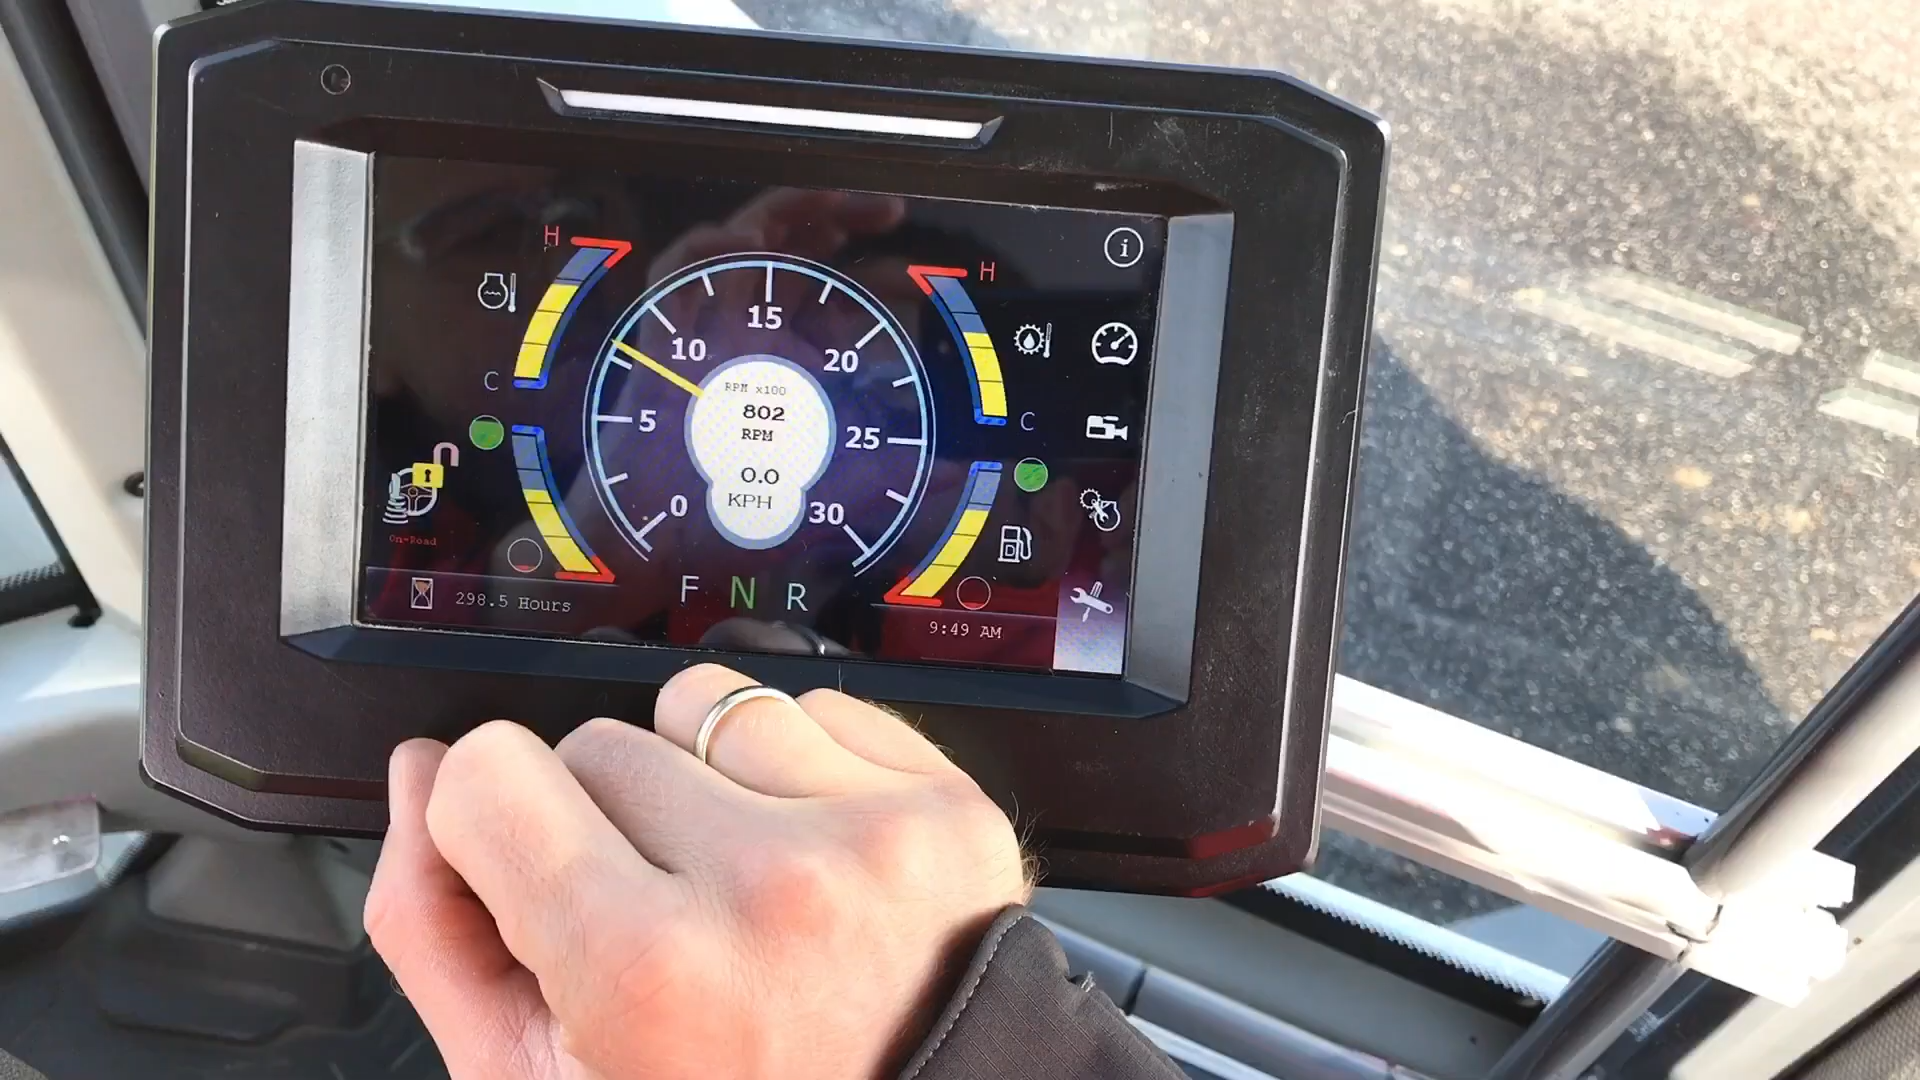 H
H
i
15
10
20
C
RPM x100
802
RPM
5
25
C
0.0
KPH
0
30
On-Road
D
F N R
298.5 Hours
9:49 AM